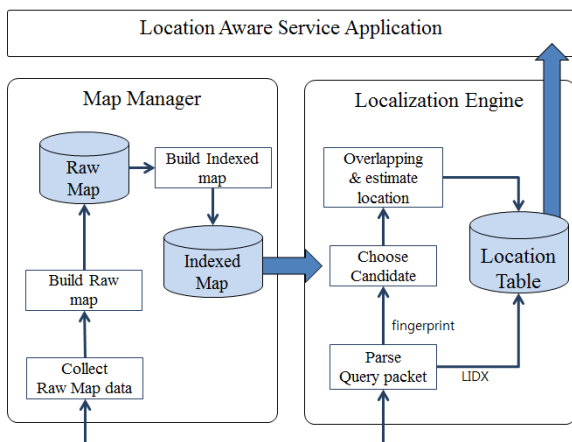 Location Aware Service Application
Map Manager
Raw
Map
Build Indexed
map
Indexed
Map
Build Raw
map
Collect
Raw Map data
Localization Engine
Overlapping
& estimate
location
Choose
Candidate
Location
Table
fingerprint
Parse
Query packet
LIDX